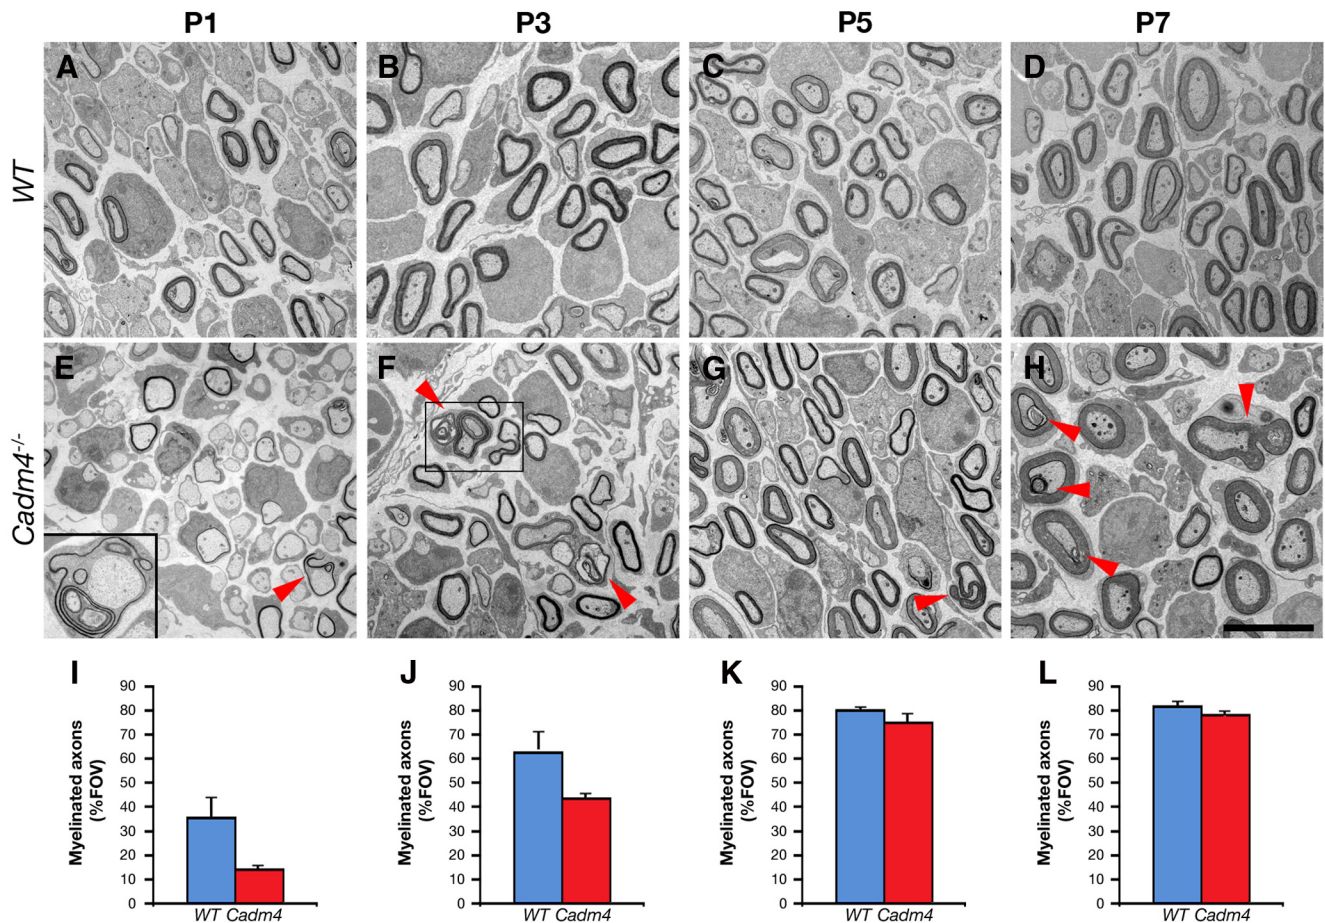 P1 P3 P5 P7
WT
A B C D
Cadm4-/-
E F G H
I J K L
Myelinated axons
(%FOV)
90
80
70
60
50
40
30
20
10
0
WT Cadm4
Myelinated axons
(%FOV)
90
80
70
60
50
40
30
20
10
0
WT Cadm4
Myelinated axons
(%FOV)
90
80
70
60
50
40
30
20
10
0
WT Cadm4
Myelinated axons
(%FOV)
90
80
70
60
50
40
30
20
10
0
WT Cadm4